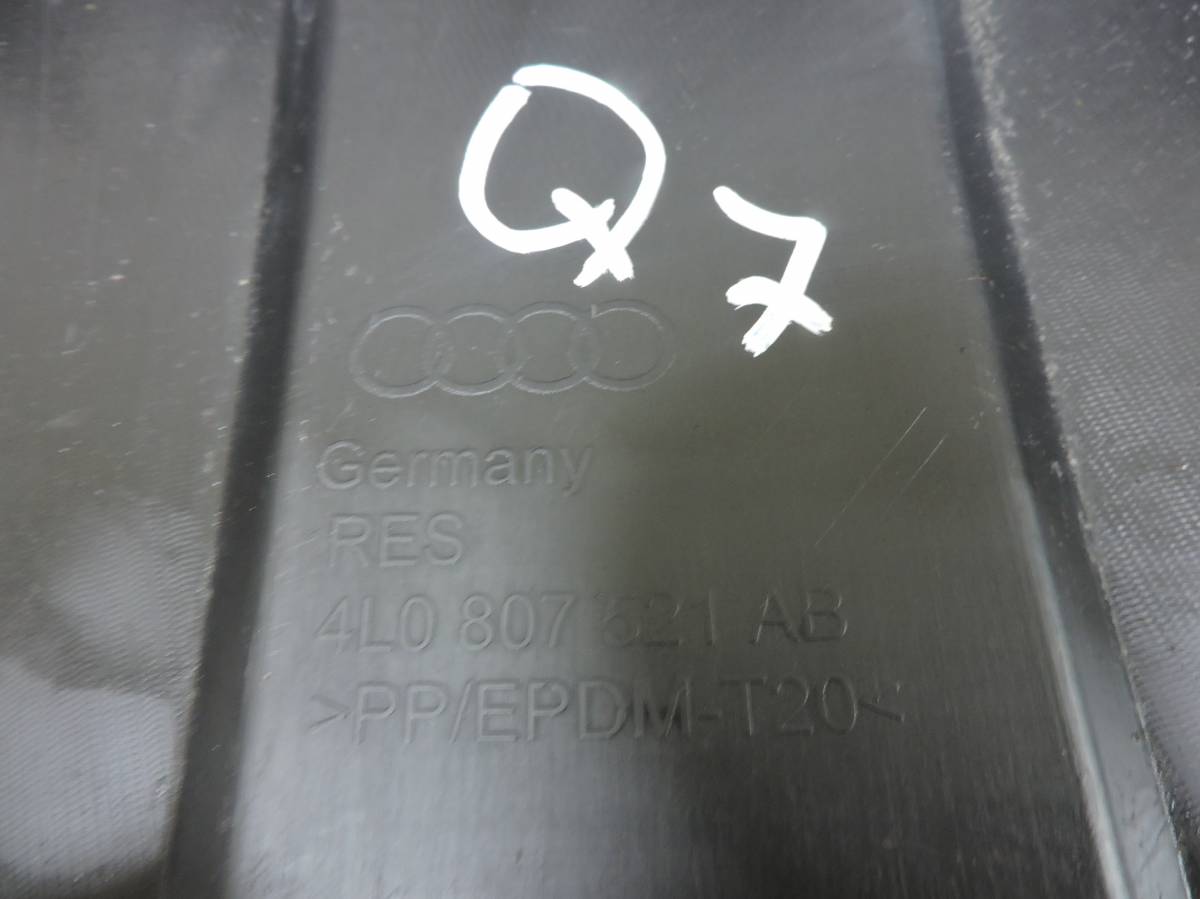 Q7
Germany
RES
4L0 807 521 AB
>PP/EPDM-T20<